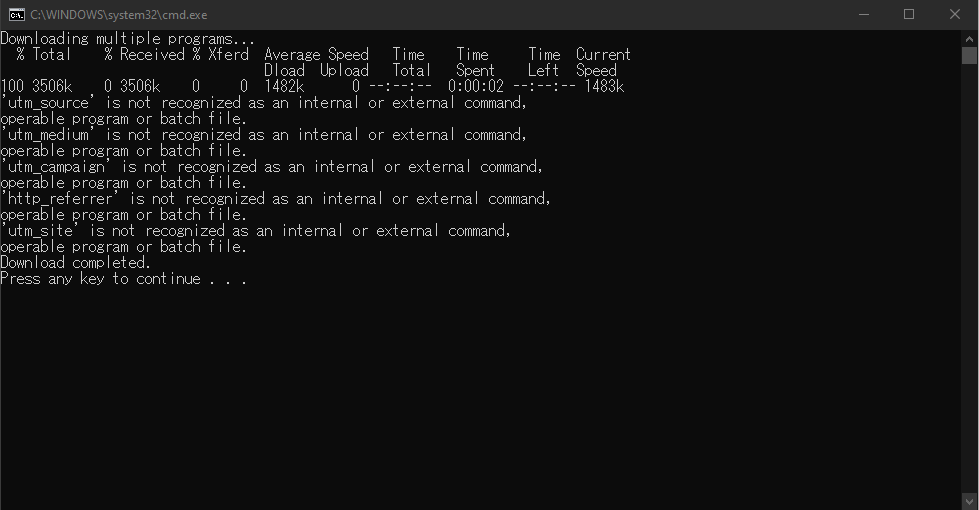 C:\WINDOWS\system32\cmd.exe
Downloading multiple programs...
  % Total    % Received % Xferd  Average Speed   Time    Time     Time  Current
                                 Dload  Upload   Total   Spent    Left  Speed
100 3506k    0 3506k    0     0  1482k      0 --:--:--  0:00:02 --:--:-- 1483k
'utm_source' is not recognized as an internal or external command,
operable program or batch file.
'utm_medium' is not recognized as an internal or external command,
operable program or batch file.
'utm_campaign' is not recognized as an internal or external command,
operable program or batch file.
'http_referrer' is not recognized as an internal or external command,
operable program or batch file.
'utm_site' is not recognized as an internal or external command,
operable program or batch file.
Download completed.
Press any key to continue . . .